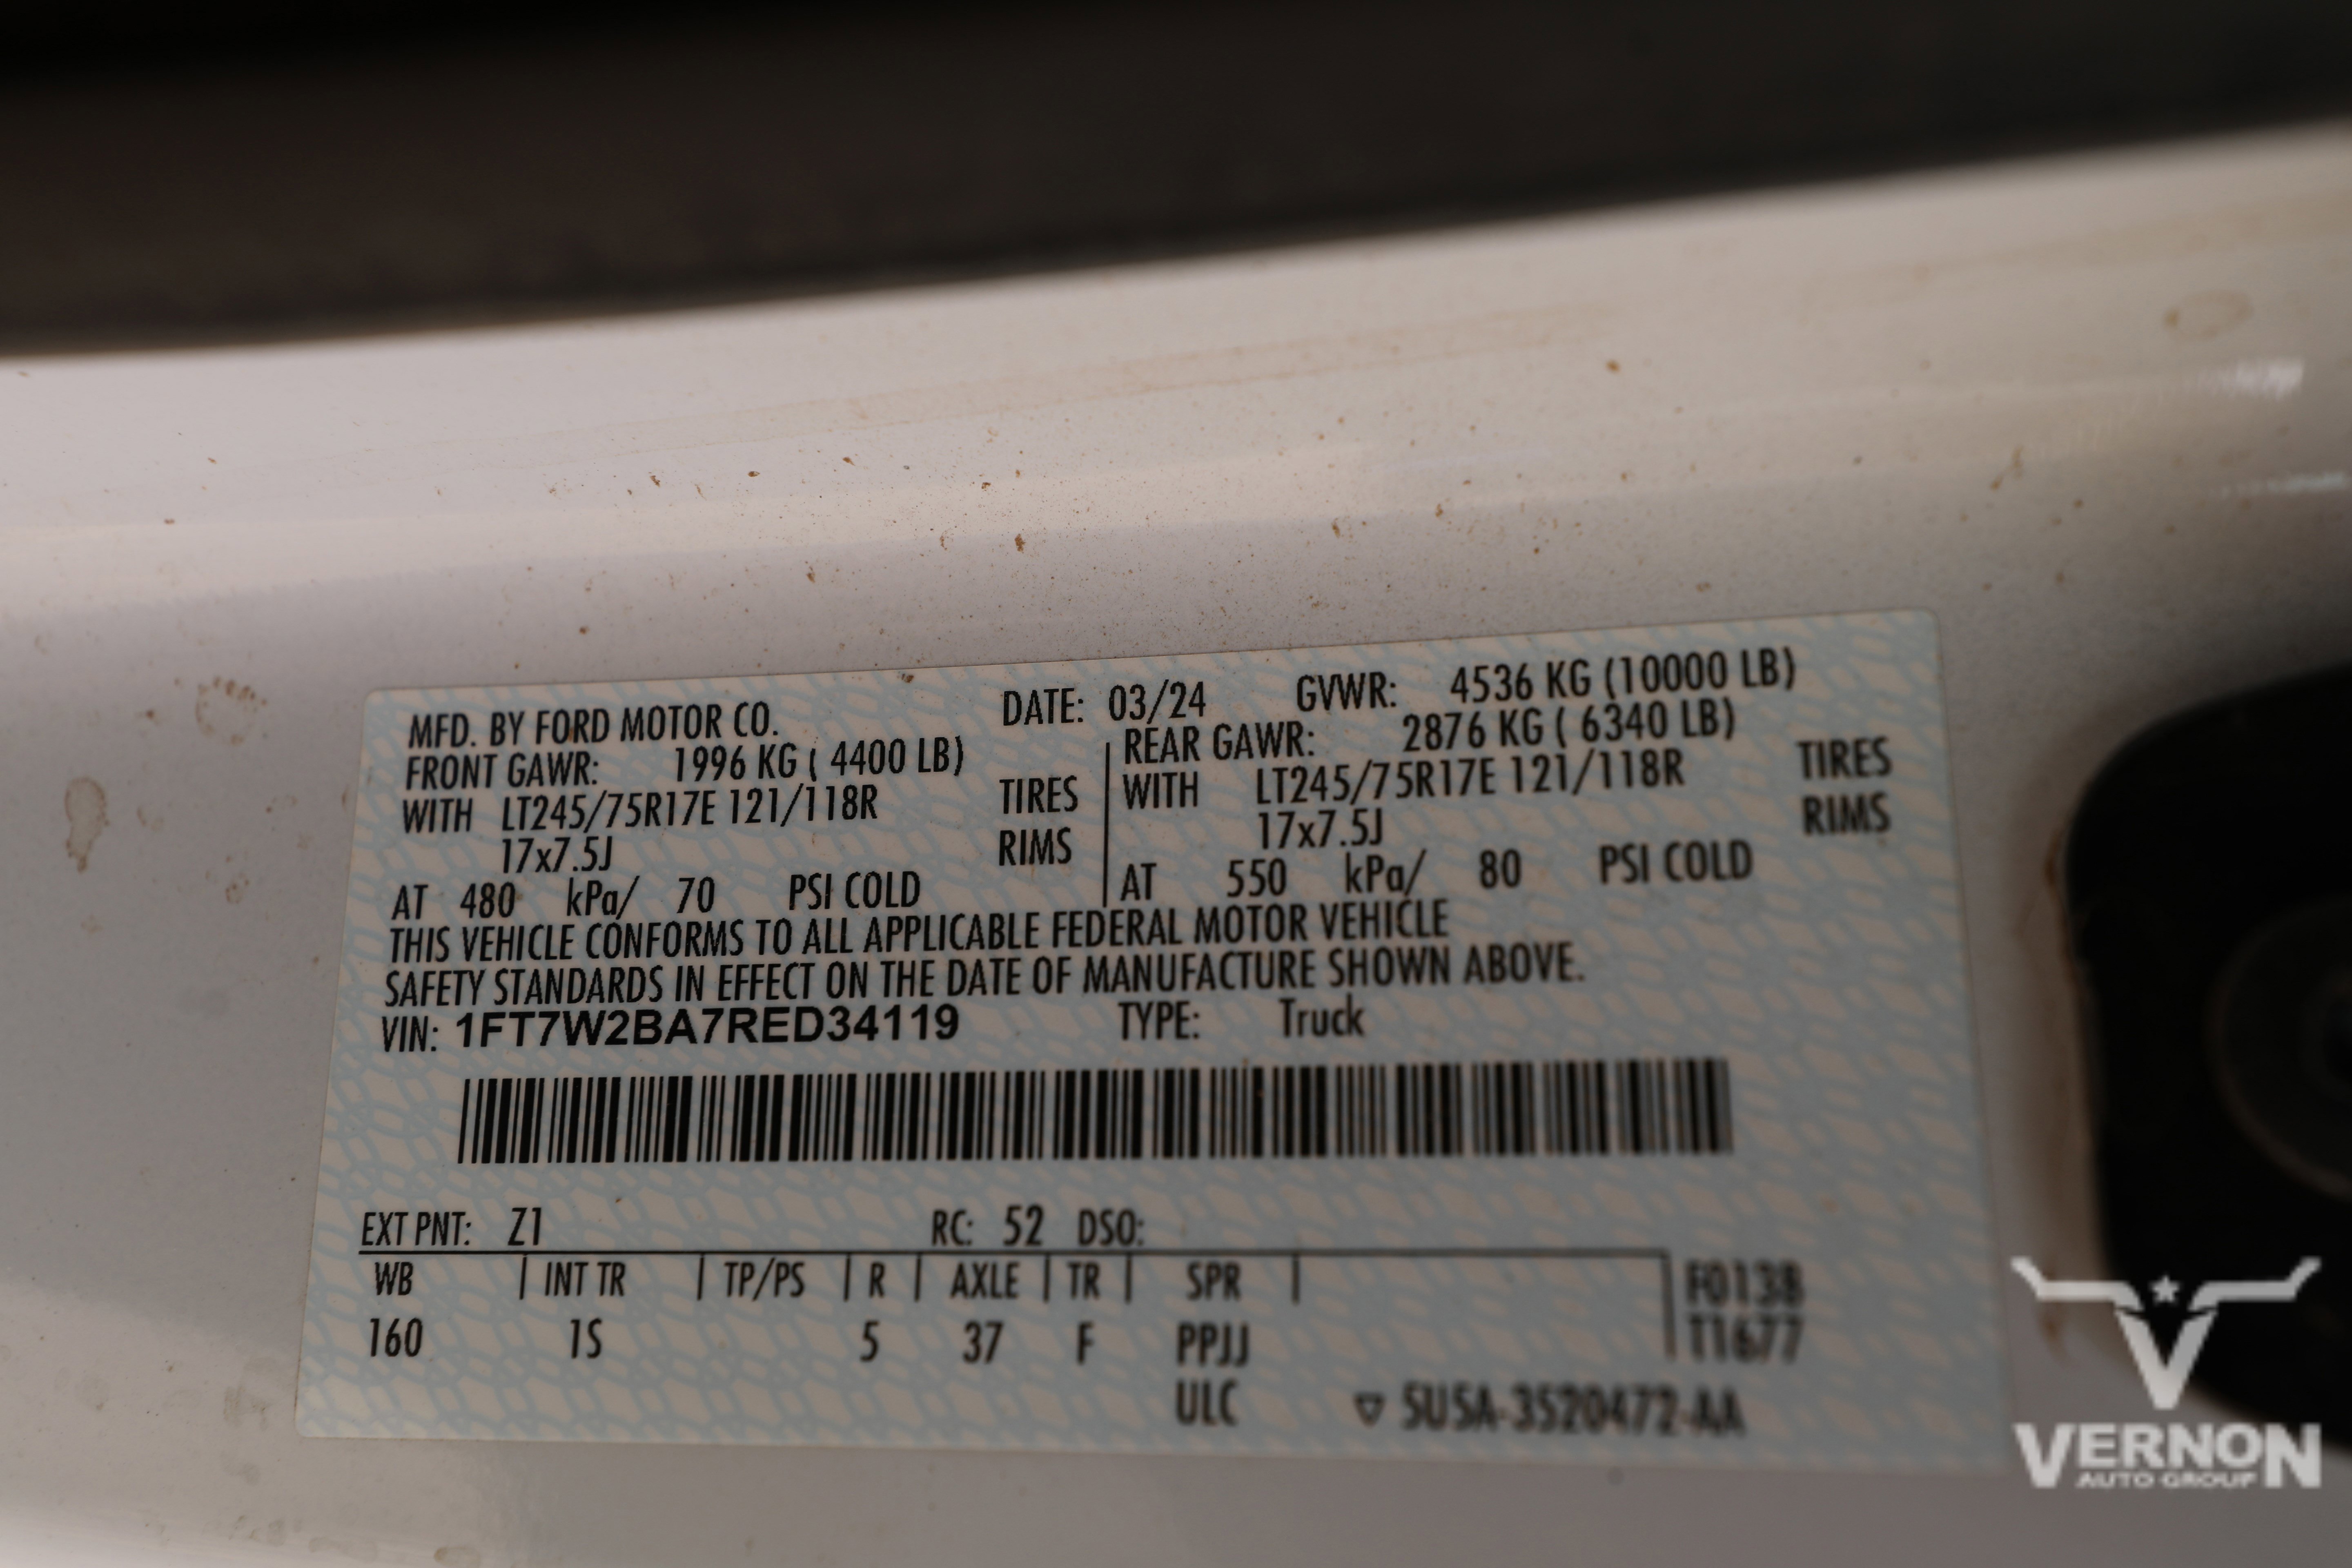 MFD. BY FORD MOTOR CO. DATE: 03/24 GVWR: 4536 KG (10000 LB)
FRONT GAWR: 1996 KG ( 4400 LB) REAR GAWR: 2876 KG ( 6340 LB)
WITH LT245/75R17E 121/118R TIRES WITH LT245/75R17E 121/118R TIRES
17x7.5J RIMS 17x7.5J RIMS
AT 480 kPa/ 70 PSI COLD AT 550 kPa/ 80 PSI COLD
THIS VEHICLE CONFORMS TO ALL APPLICABLE FEDERAL MOTOR VEHICLE
SAFETY STANDARDS IN EFFECT ON THE DATE OF MANUFACTURE SHOWN ABOVE.
VIN: 1FT7W2BA7RED34119 TYPE: Truck
EXT PNT: Z1 RC: 52 DSO:
WB INT TR TP/PS R AXLE TR SPR F0138
160 1S 5 37 F PPJJ T1677
ULC ▽ 5U5A-3520472-AA
VERNON
AUTO GROUP